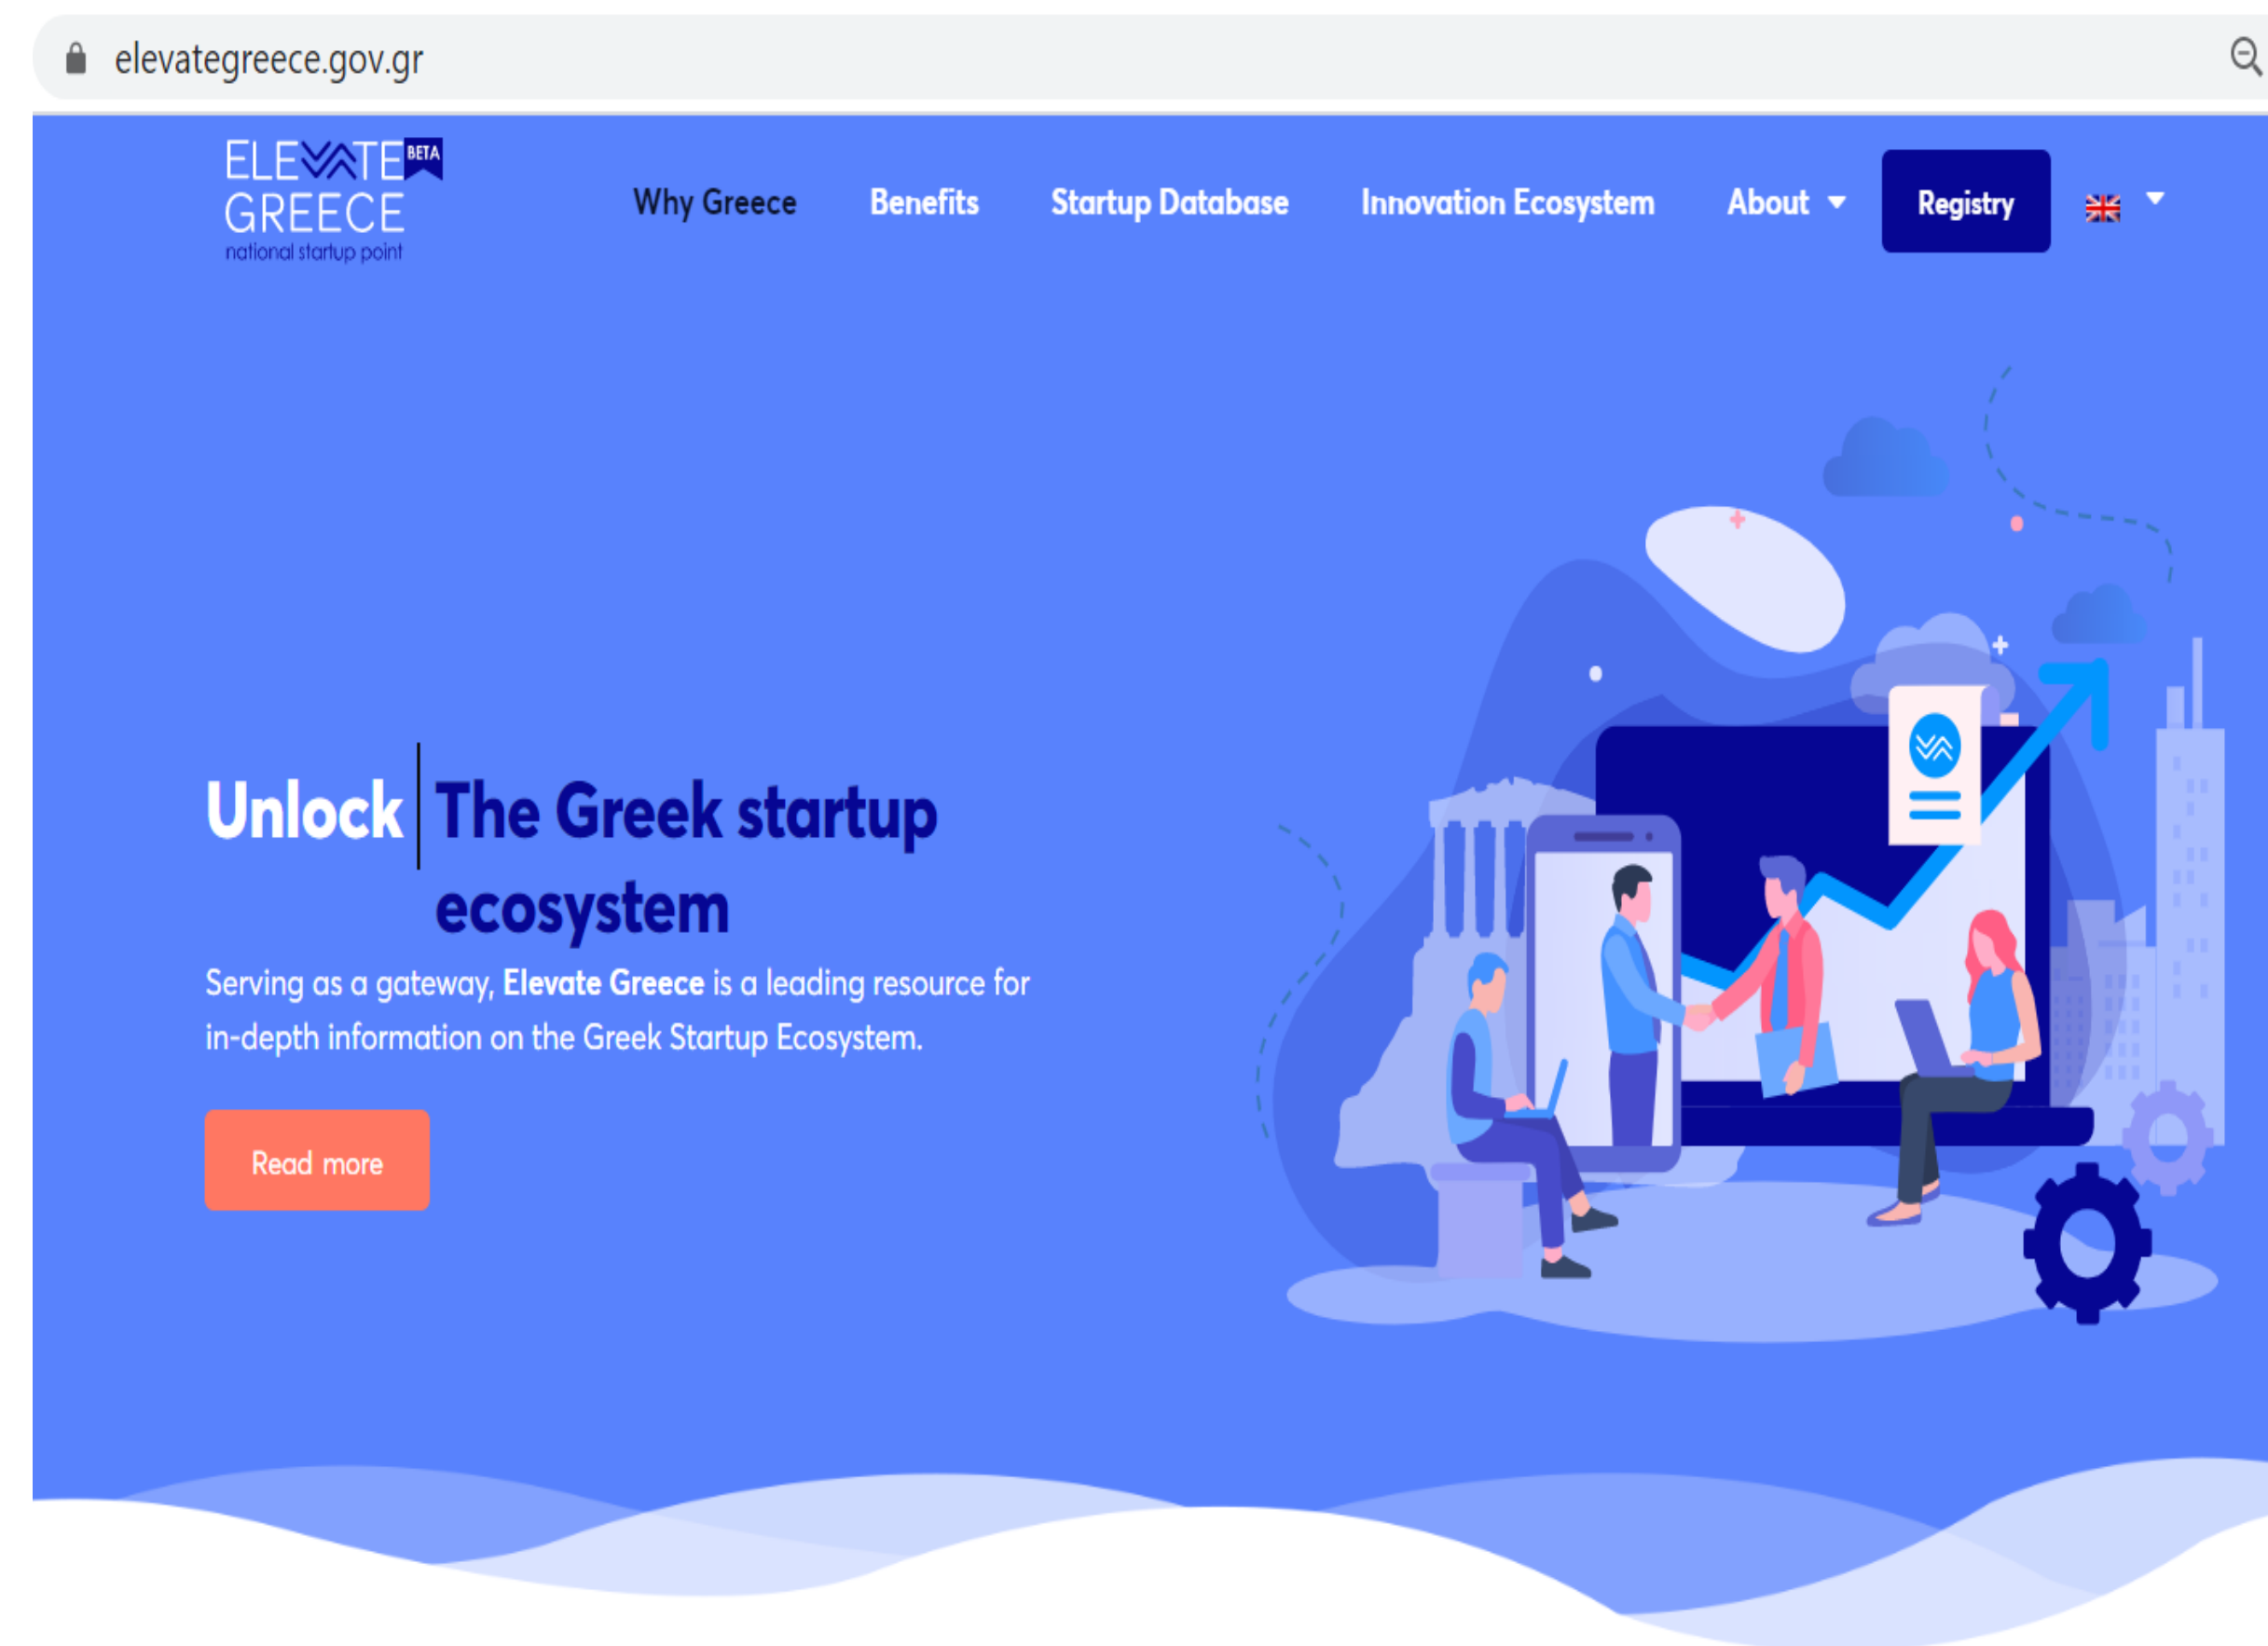 elevategreece.gov.gr
ELEVATE BETA
GREECE
national startup point
Why Greece Benefits Startup Database Innovation Ecosystem About Registry
Unlock The Greek startup
ecosystem
Serving as a gateway, Elevate Greece is a leading resource for
in-depth information on the Greek Startup Ecosystem.
Read more